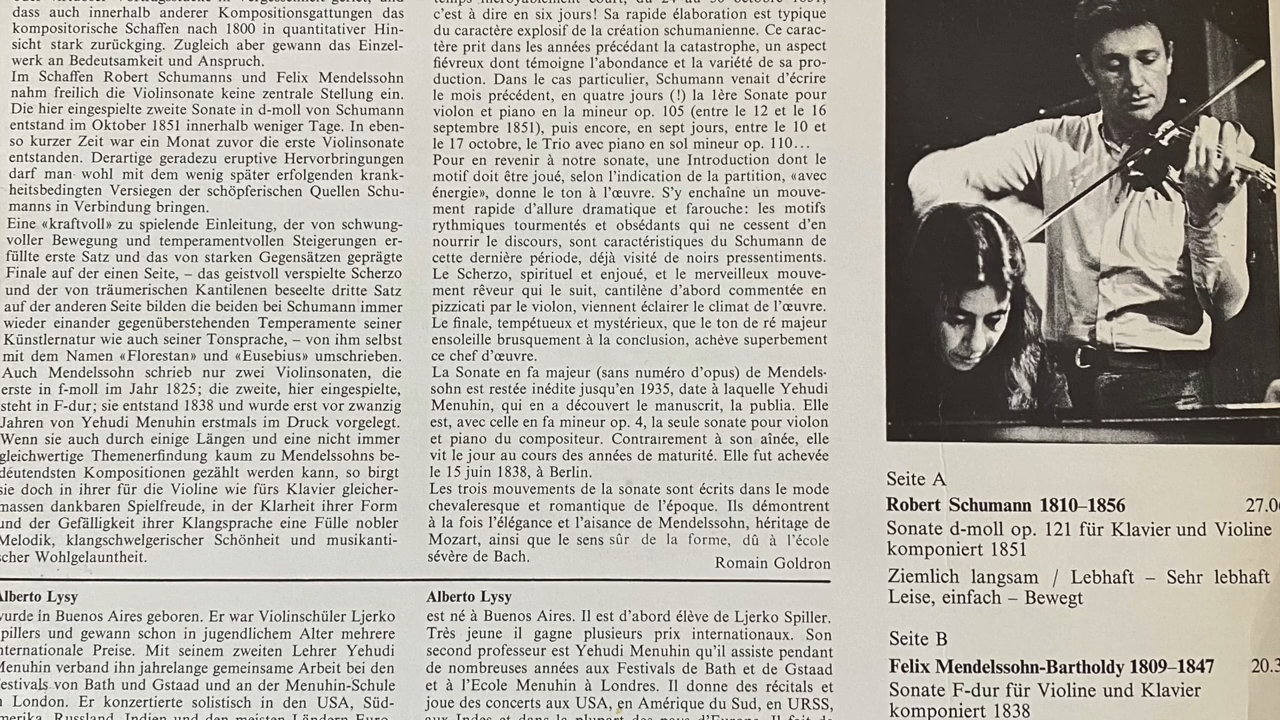 dass auch innerhalb anderer Kompositionsgattungen das
kompositorische Schaffen nach 1800 in quantitativer Hin-
sicht stark zurückging. Zugleich aber gewann das Einzel-
werk an Bedeutsamkeit und Anspruch.
Im Schaffen Robert Schumanns und Felix Mendelssohn
nahm freilich die Violinsonate keine zentrale Stellung ein.
Die hier eingespielte zweite Sonate in d-moll von Schumann
entstand im Oktober 1851 innerhalb weniger Tage. In eben-
so kurzer Zeit war ein Monat zuvor die erste Violinsonate
entstanden. Derartige geradezu eruptive Hervorbringungen
darf man wohl mit dem wenig später erfolgenden krank-
heitsbedingten Versiegen der schöpferischen Quellen Schu-
manns in Verbindung bringen.
Eine «kraftvoll» zu spielende Einleitung, der von schwung-
voller Bewegung und temperamentvollen Steigerungen er-
füllte erste Satz und das von starken Gegensätzen geprägte
Finale auf der einen Seite, – das geistvoll verspielte Scherzo
und der von träumerischen Kantilenen beseelte dritte Satz
auf der anderen Seite bilden die beiden bei Schumann immer
wieder einander gegenüberstehenden Temperamente seiner
Künstlernatur wie auch seiner Tonsprache, – von ihm selbst
mit dem Namen «Florestan» und «Eusebius» umschrieben.
Auch Mendelssohn schrieb nur zwei Violinsonaten, die
erste in f-moll im Jahr 1825; die zweite, hier eingespielte,
steht in F-dur; sie entstand 1838 und wurde erst vor zwanzig
Jahren von Yehudi Menuhin erstmals im Druck vorgelegt.
Wenn sie auch durch einige Längen und eine nicht immer
gleichwertige Themenerfindung kaum zu Mendelssohns be-
deutendsten Kompositionen gezählt werden kann, so birgt
sie doch in ihrer für die Violine wie fürs Klavier gleicher-
massen dankbaren Spielfreude, in der Klarheit ihrer Form
und der Gefälligkeit ihrer Klangsprache eine Fülle nobler
Melodik, klangschwelgerischer Schönheit und musikanti-
scher Wohlgelauntheit.
c'est à dire en six jours! Sa rapide élaboration est typique
du caractère explosif de la création schumanienne. Ce carac-
tère prit dans les années précédant la catastrophe, un aspect
fiévreux dont témoigne l'abondance et la variété de sa pro-
duction. Dans le cas particulier, Schumann venait d'écrire
le mois précédent, en quatre jours (!) la 1ère Sonate pour
violon et piano en la mineur op. 105 (entre le 12 et le 16
septembre 1851), puis encore, en sept jours, entre le 10 et
le 17 octobre, le Trio avec piano en sol mineur op. 110…
Pour en revenir à notre sonate, une Introduction dont le
motif doit être joué, selon l'indication de la partition, «avec
énergie», donne le ton à l'œuvre. S'y enchaîne un mouve-
ment rapide d'allure dramatique et farouche: les motifs
rythmiques tourmentés et obsédants qui ne cessent d'en
nourrir le discours, sont caractéristiques du Schumann de
cette dernière période, déjà visité de noirs pressentiments.
Le Scherzo, spirituel et enjoué, et le merveilleux mouve-
ment rêveur qui le suit, cantilène d'abord commentée en
pizzicati par le violon, viennent éclairer le climat de l'œuvre.
Le finale, tempétueux et mystérieux, que le ton de ré majeur
ensoleille brusquement à la conclusion, achève superbement
ce chef d'œuvre.
La Sonate en fa majeur (sans numéro d'opus) de Mendels-
sohn est restée inédite jusqu'en 1935, date à laquelle Yehudi
Menuhin, qui en a découvert le manuscrit, la publia. Elle
est, avec celle en fa mineur op. 4, la seule sonate pour violon
et piano du compositeur. Contrairement à son aînée, elle
vit le jour au cours des années de maturité. Elle fut achevée
le 15 juin 1838, à Berlin.
Les trois mouvements de la sonate sont écrits dans le mode
chevaleresque et romantique de l'époque. Ils démontrent
à la fois l'élégance et l'aisance de Mendelssohn, héritage de
Mozart, ainsi que le sens sûr de la forme, dû à l'école
sévère de Bach.
Romain Goldron
Alberto Lysy
wurde in Buenos Aires geboren. Er war Violinschüler Ljerko
Spillers und gewann schon in jugendlichem Alter mehrere
internationale Preise. Mit seinem zweiten Lehrer Yehudi
Menuhin verband ihn jahrelange gemeinsame Arbeit bei den
Festivals von Bath und Gstaad und an der Menuhin-Schule
in London. Er konzertierte solistisch in den USA, Süd-
amerika, Russland, Indien und den meisten Ländern Euro-
Alberto Lysy
est né à Buenos Aires. Il est d'abord élève de Ljerko Spiller.
Très jeune il gagne plusieurs prix internationaux. Son
second professeur est Yehudi Menuhin qu'il assiste pendant
de nombreuses années aux Festivals de Bath et de Gstaad
et à l'Ecole Menuhin à Londres. Il donne des récitals et
joue des concerts aux USA, en Amérique du Sud, en URSS,
aux Indes et dans la plupart des pays d'Europe. Il fait de
Seite A
Robert Schumann 1810–1856 27.0
Sonate d-moll op. 121 für Klavier und Violine
komponiert 1851
Ziemlich langsam / Lebhaft – Sehr lebhaft
Leise, einfach – Bewegt
Seite B
Felix Mendelssohn-Bartholdy 1809–1847 20.3
Sonate F-dur für Violine und Klavier
komponiert 1838